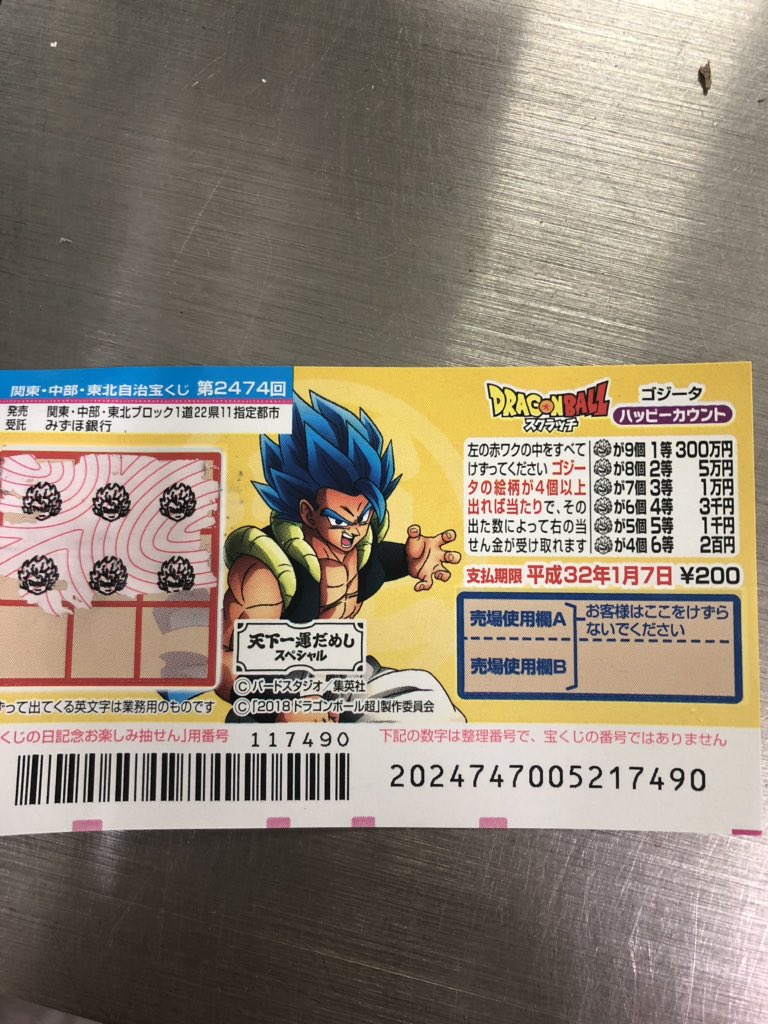 関東・中部・東北自治宝くじ 第2474回
発売 関東・中部・東北ブロック1道22県11指定都市
受託 みずほ銀行
DRAGON BALL
スクラッチ
ゴジータ
ハッピーカウント
左の赤ワクの中をすべて
けずってください ゴジー
タの絵柄が4個以上
出れば当たりで、その
出た数によって右の当
せん金が受け取れます
が9個 1等 300万円
が8個 2等 5万円
が7個 3等 1万円
が6個 4等 3千円
が5個 5等 1千円
が4個 6等 2百円
支払期限 平成32年1月7日 ¥200
売場使用欄A
売場使用欄B
お客様はここをけずら
ないでください
天下一運だめし
スペシャル
©バードスタジオ/集英社
©「2018ドラゴンボール超」製作委員会
って出てくる英文字は業務用のものです
くじの日記念お楽しみ抽せん」用番号 117490
下記の数字は整理番号で、宝くじの番号ではありません
2024747005217490